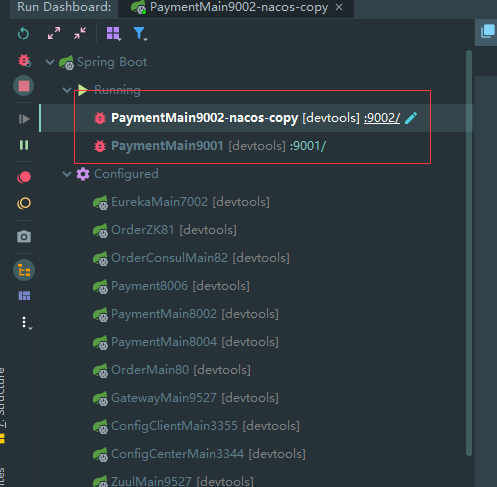 Run Dashboard: PaymentMain9002-nacos-copy ×
Spring Boot
Running
PaymentMain9002-nacos-copy [devtools] :9002/
PaymentMain9001 [devtools] :9001/
Configured
EurekaMain7002 [devtools]
OrderZK81 [devtools]
OrderConsulMain82 [devtools]
Payment8006 [devtools]
PaymentMain8002 [devtools]
PaymentMain8004 [devtools]
OrderMain80 [devtools]
GatewayMain9527 [devtools]
ConfigClientMain3355 [devtools]
ConfigCenterMain3344 [devtools]
ZuulMain9527 [devtools]
7: Structure